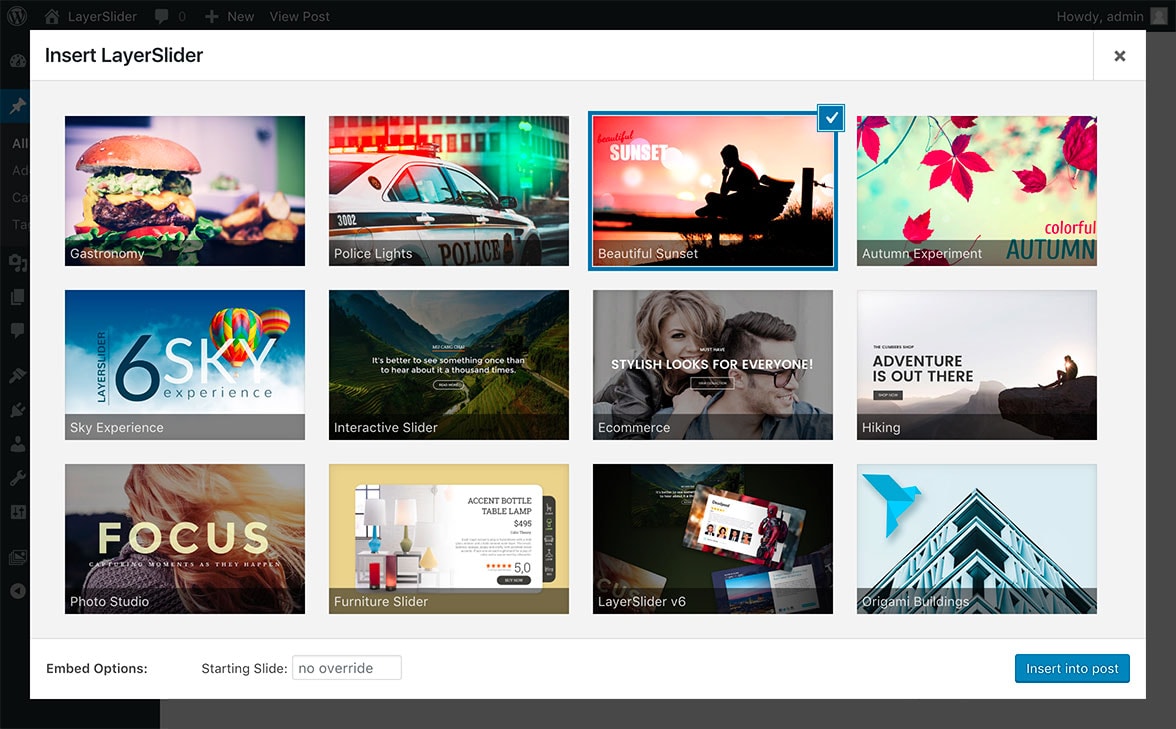 LayerSlider
0
New
View Post
Howdy, admin
Insert LayerSlider
All
Ca
3002
POLICE
Gastronomy
Police Lights
beautiful
SUNSET
Beautiful Sunset
colorful
AUTUMN
Autumn Experiment
LAYERSLIDER
6 SKY
experience
Sky Experience
MU CANG CHAI
It's better to see something once than
to hear about it a thousand times.
READ MORE
Interactive Slider
MUST HAVE
STYLISH LOOKS FOR EVERYONE!
Ecommerce
THE CLIMBERS SHOP
ADVENTURE
IS OUT THERE
SHOP NOW
Hiking
FOCUS
CAPTURING MOMENTS AS THEY HAPPEN
Photo Studio
ACCENT BOTTLE
TABLE LAMP
$495
5,0
BUY NOW
Furniture Slider
Deadpool
LayerSlider v6
Origami Buildings
Embed Options:
Starting Slide:
no override
Insert into post